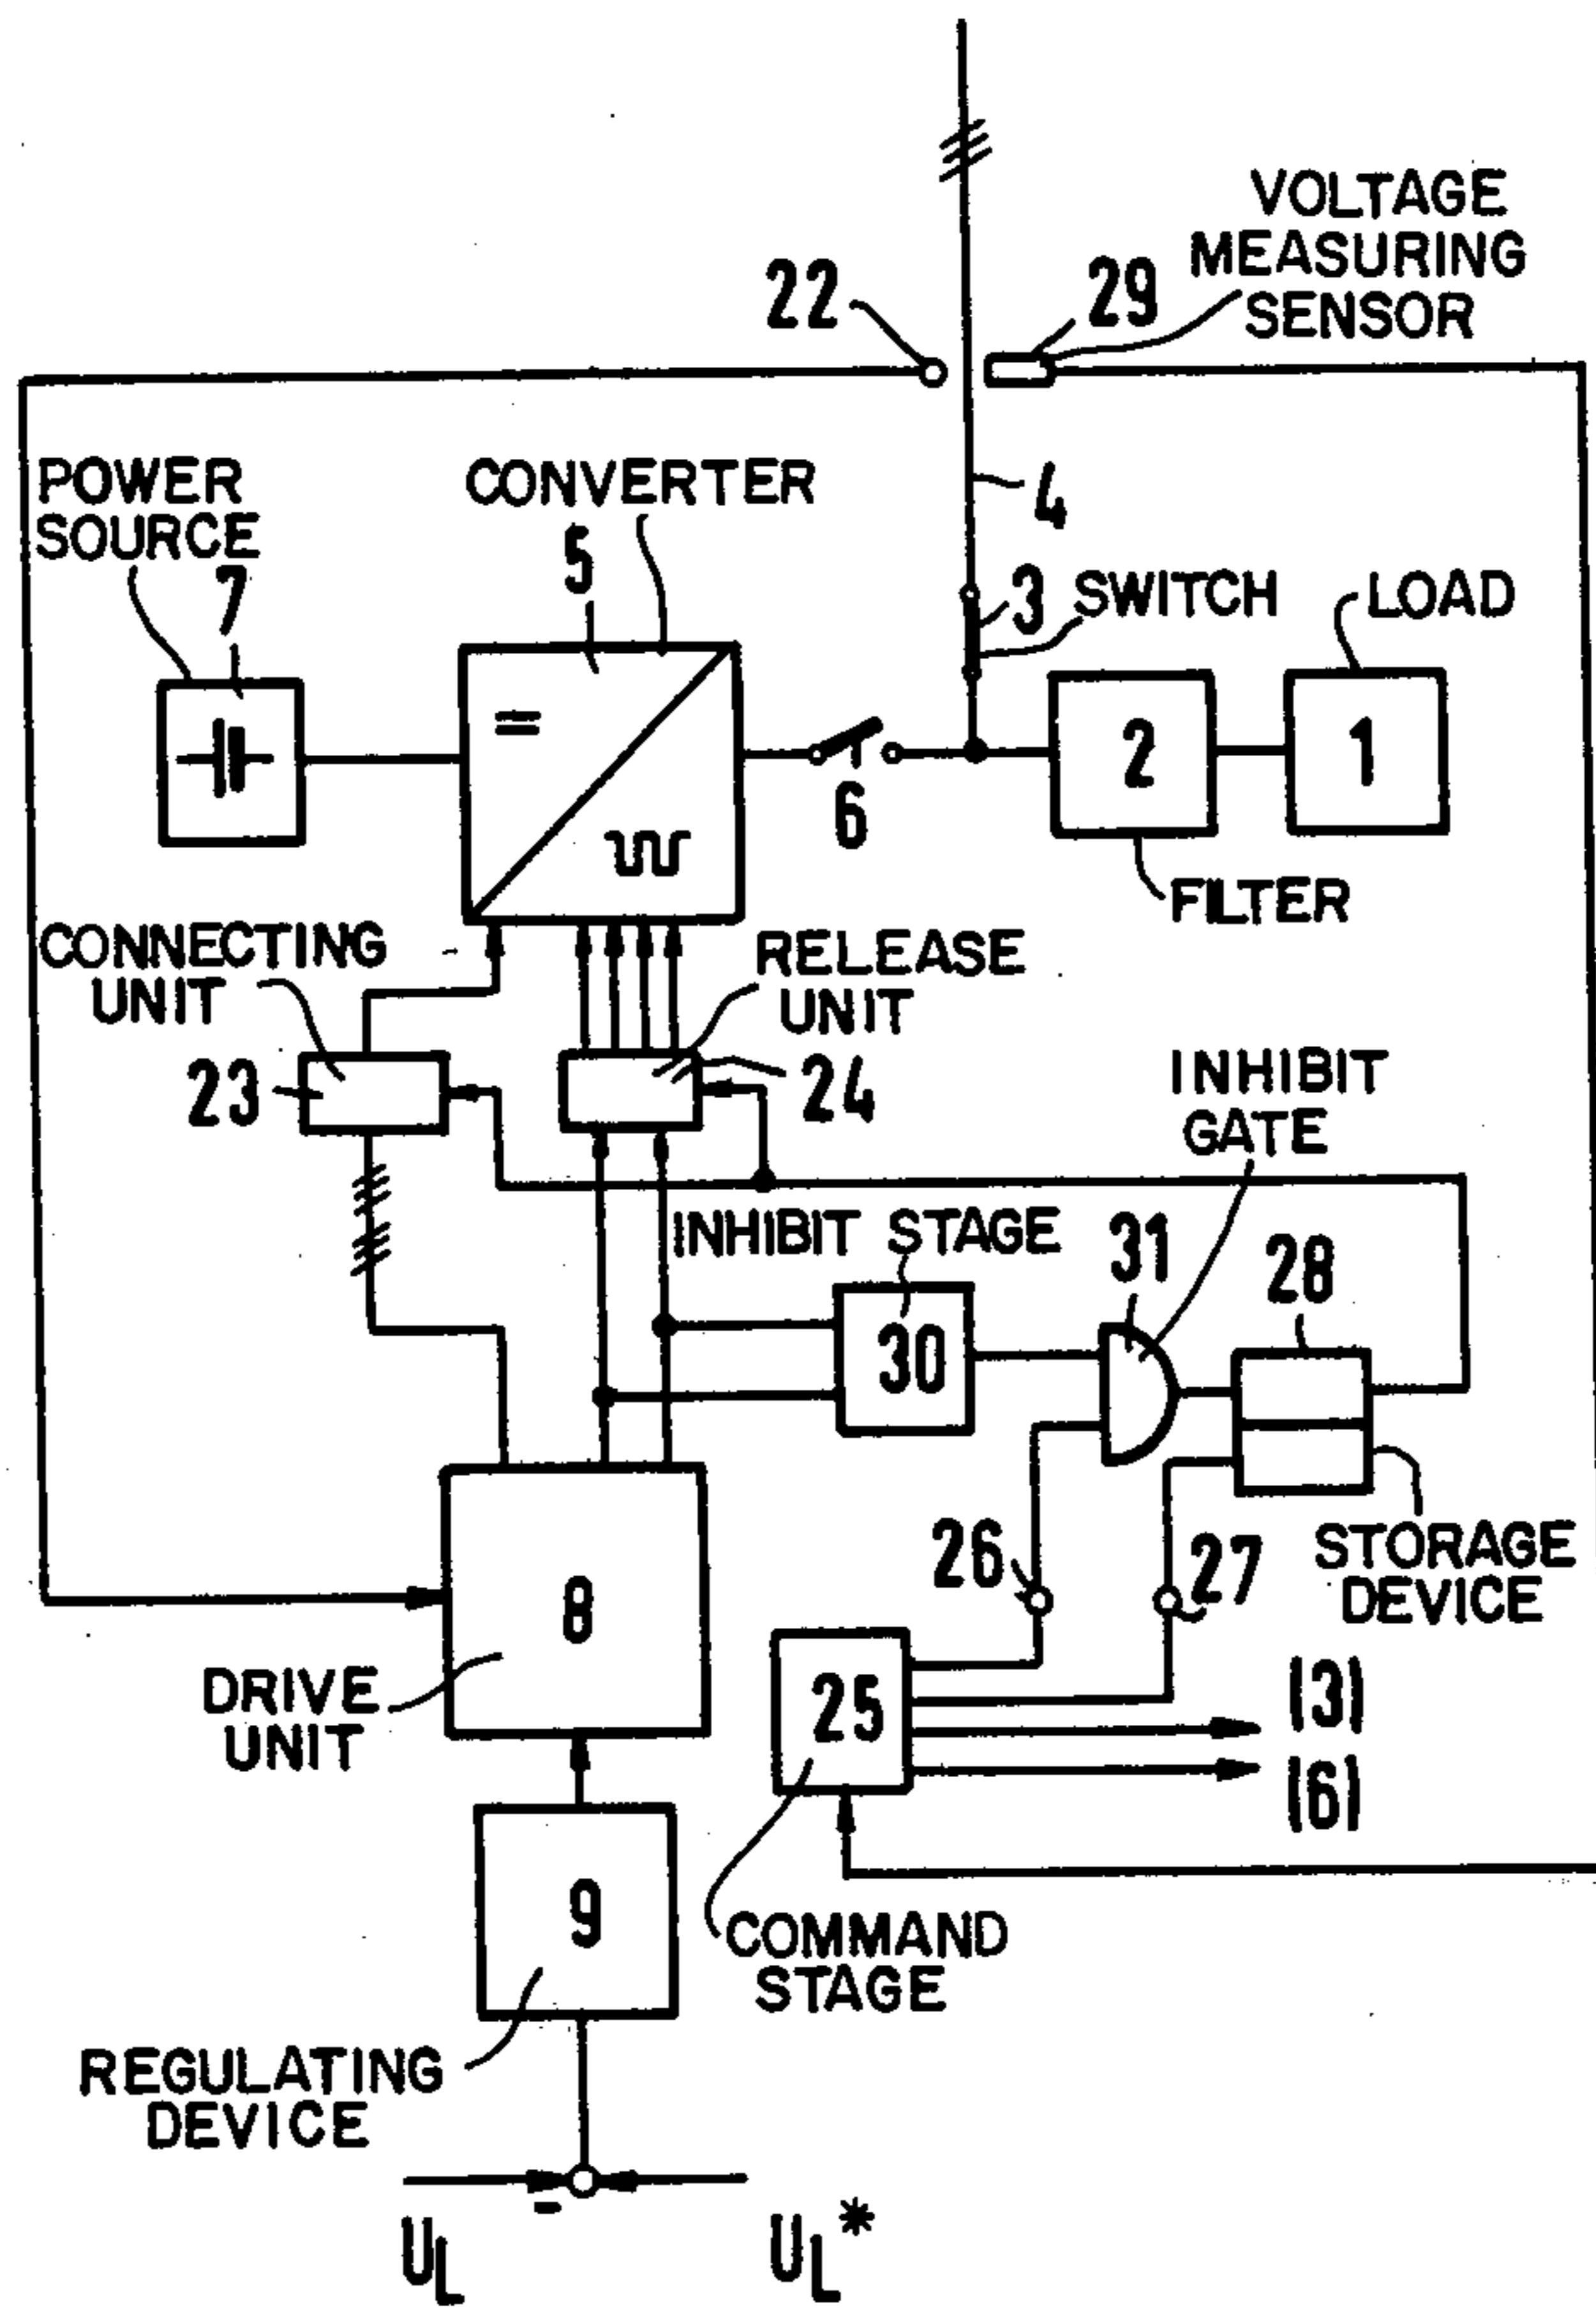 VOLTAGE
MEASURING
SENSOR
22
29
POWER
SOURCE
7
CONVERTER
5
4
3
SWITCH
LOAD
=
6
2
1
FILTER
CONNECTING
UNIT
23
RELEASE
UNIT
24
INHIBIT
GATE
INHIBIT STAGE
30
31
28
STORAGE
DEVICE
26
27
8
DRIVE
UNIT
25
(3)
(6)
COMMAND
STAGE
9
REGULATING
DEVICE
-
UL
UL*